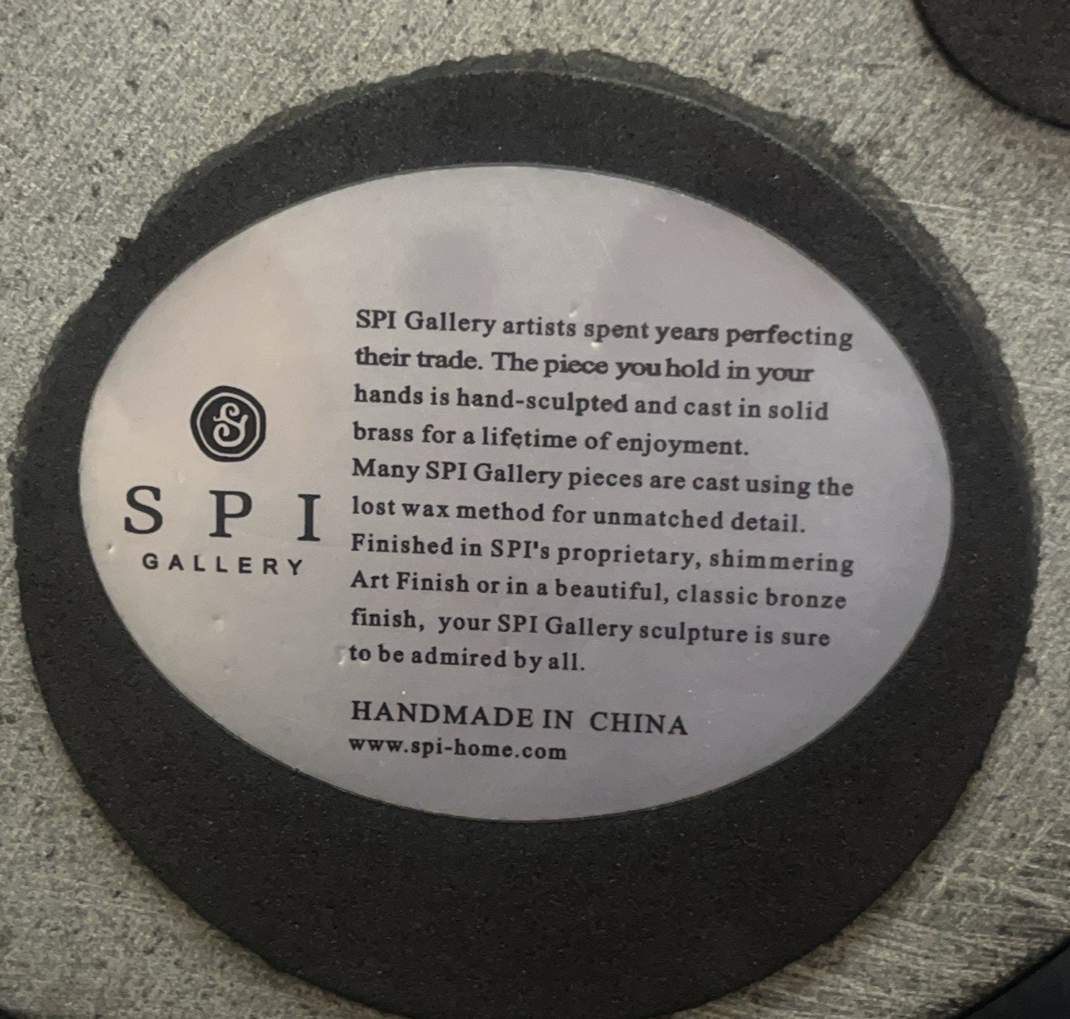 SPI
GALLERY
SPI Gallery artists spent years perfecting
their trade. The piece you hold in your
hands is hand-sculpted and cast in solid
brass for a lifetime of enjoyment.
Many SPI Gallery pieces are cast using the
lost wax method for unmatched detail.
Finished in SPI's proprietary, shimmering
Art Finish or in a beautiful, classic bronze
finish, your SPI Gallery sculpture is sure
to be admired by all.
HANDMADE IN CHINA
www.spi-home.com